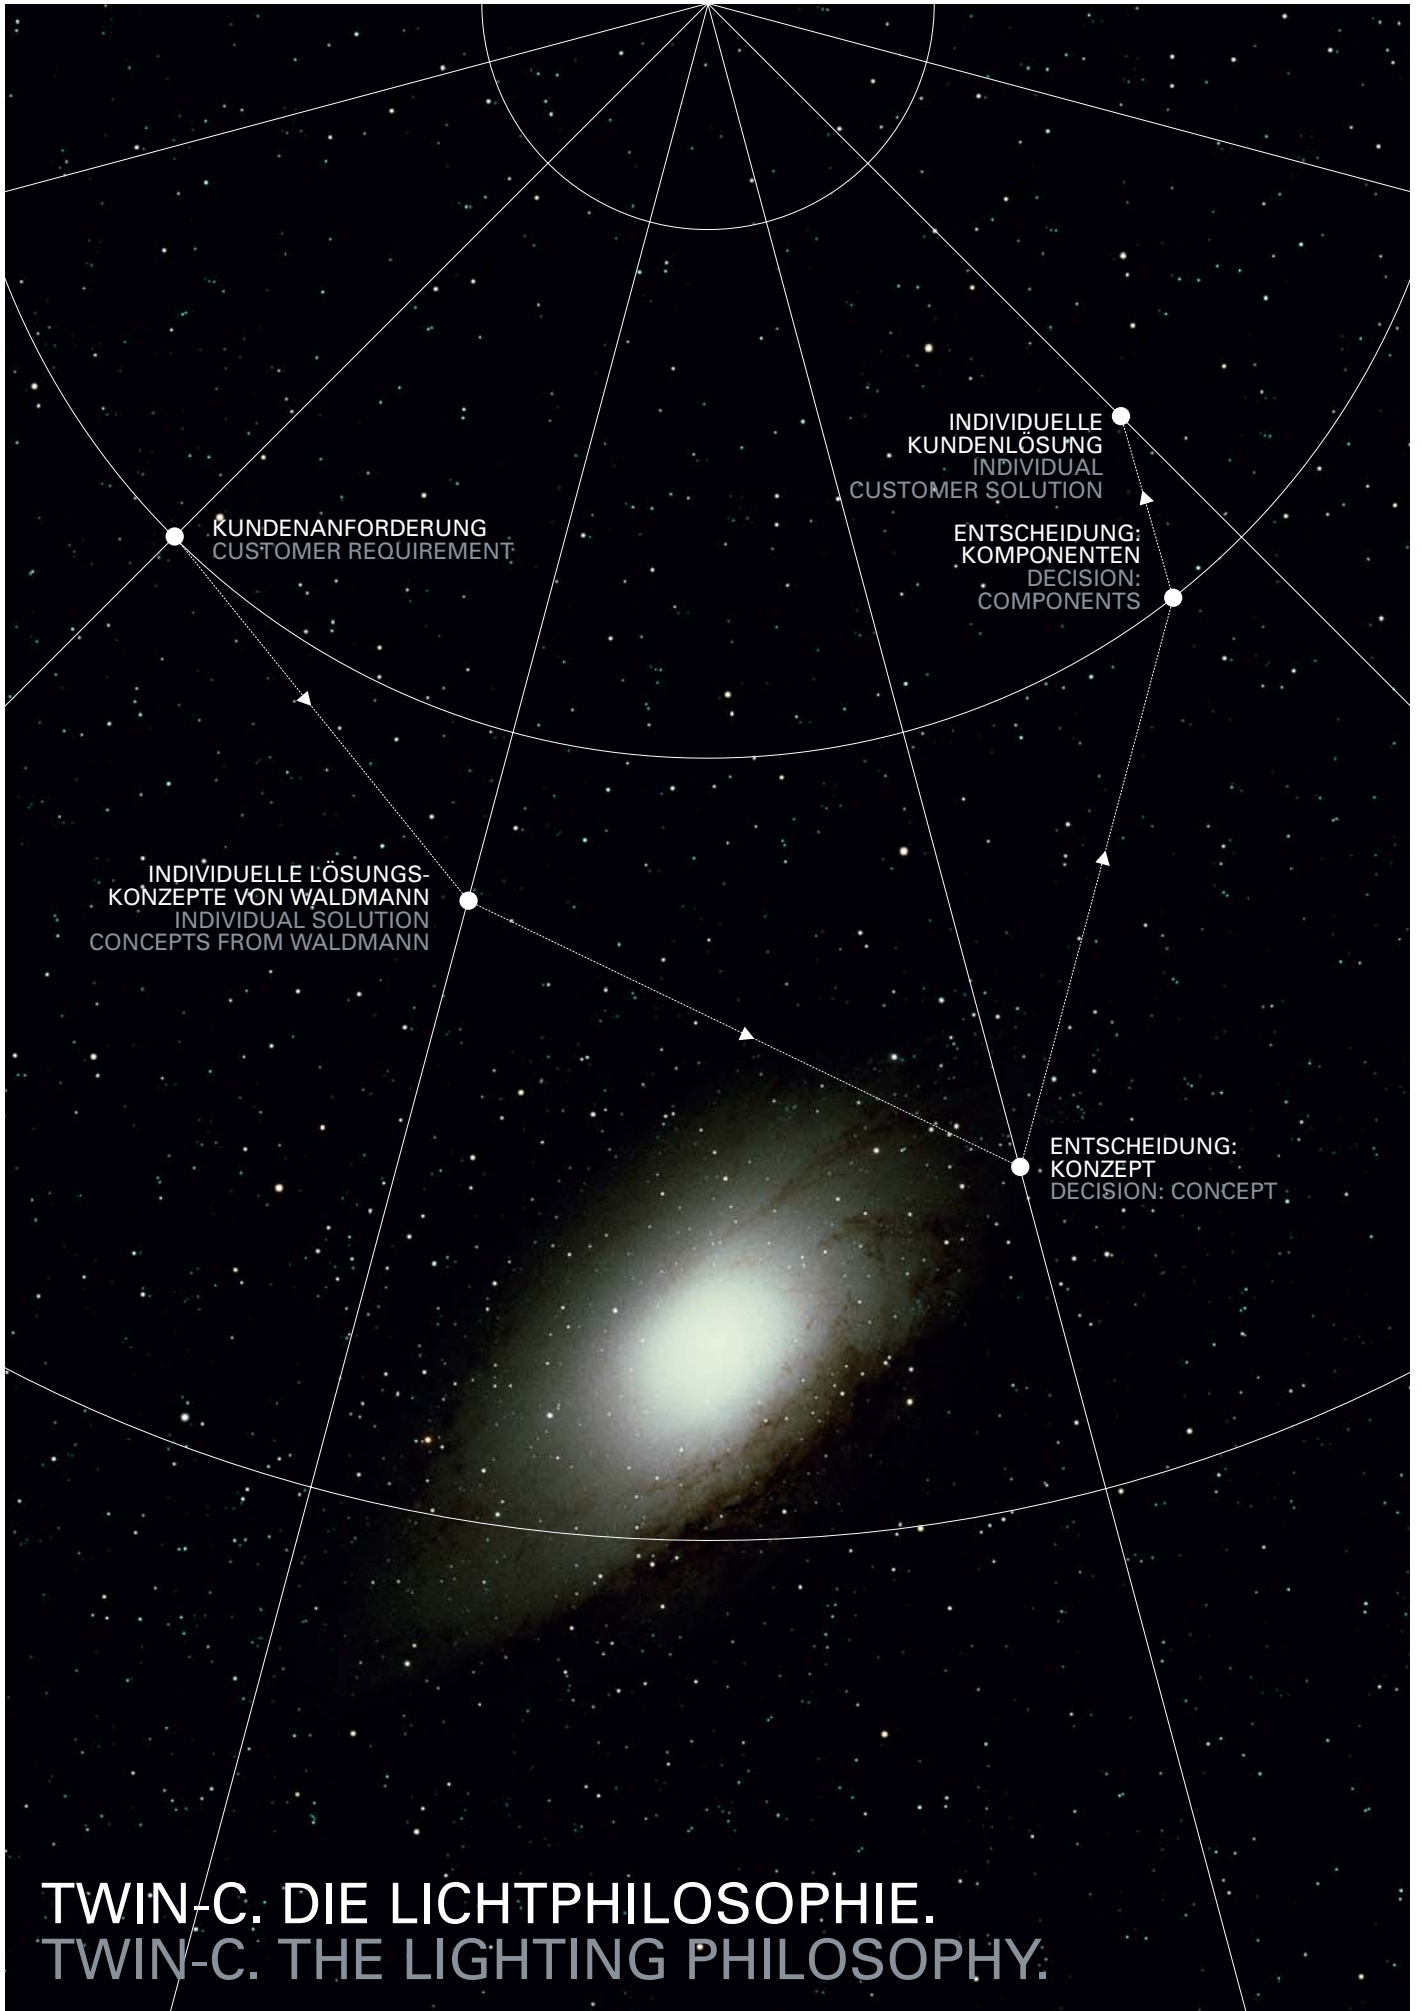 INDIVIDUELLE
KUNDENLÖSUNG
INDIVIDUAL
CUSTOMER SOLUTION
KUNDENANFORDERUNG
CUSTOMER REQUIREMENT
ENTSCHEIDUNG:
KOMPONENTEN
DECISION:
COMPONENTS
INDIVIDUELLE LÖSUNGS-
KONZEPTE VON WALDMANN
INDIVIDUAL SOLUTION
CONCEPTS FROM WALDMANN
ENTSCHEIDUNG:
KONZEPT
DECISION: CONCEPT
TWIN-C. DIE LICHTPHILOSOPHIE.
TWIN-C. THE LIGHTING PHILOSOPHY.